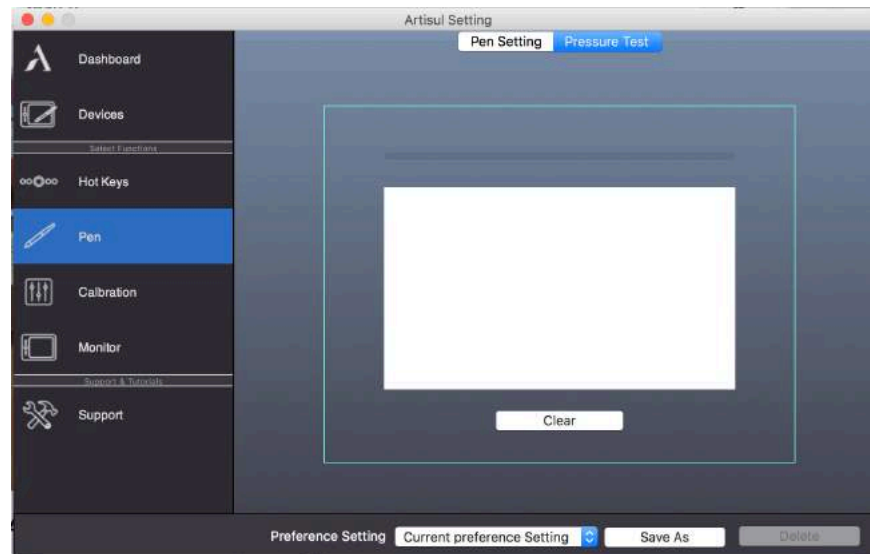 Artisul Setting
Pen Setting Pressure Test
Dashboard
Devices
Select Functions
Hot Keys
Pen
Calbration
Monitor
Support & Tutorials
Support
Clear
Preference Setting Current preference Setting Save As Delete